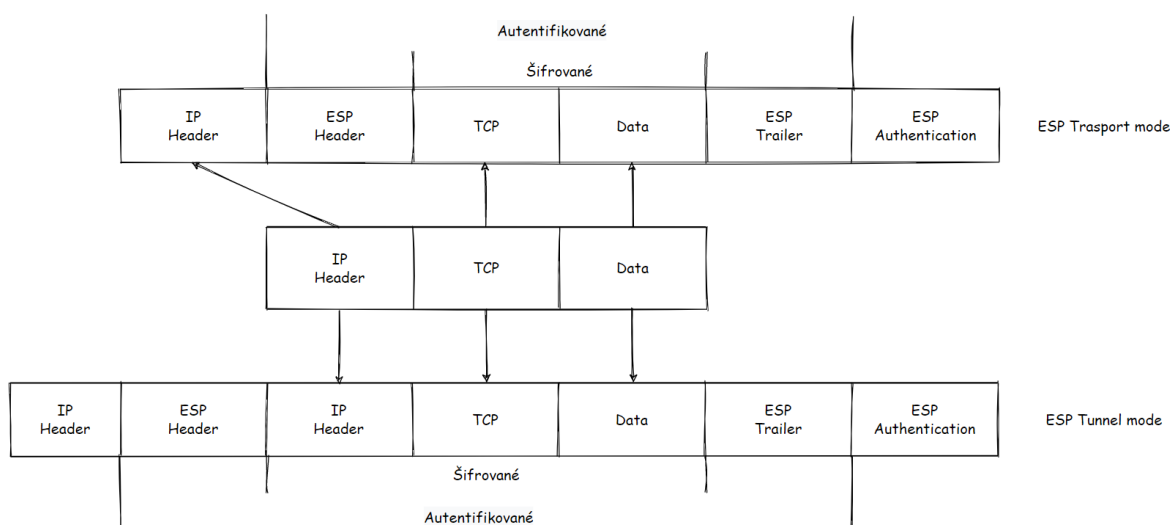 Autentifikované
Šifrované
IP
Header
ESP
Header
TCP
Data
ESP
Trailer
ESP
Authentication
ESP Trasport mode
IP
Header
TCP
Data
IP
Header
ESP
Header
IP
Header
TCP
Data
ESP
Trailer
ESP
Authentication
ESP Tunnel mode
Šifrované
Autentifikované